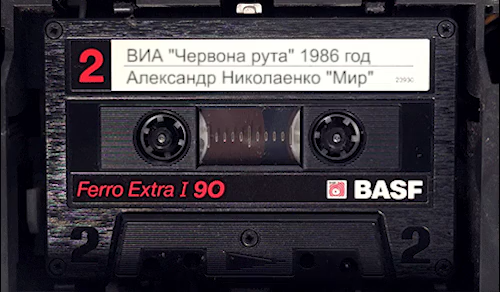 2
ВИА "Червона рута" 1986 год
Александр Николаенко "Мир"
Ferro Extra I 90
BASF
2 2